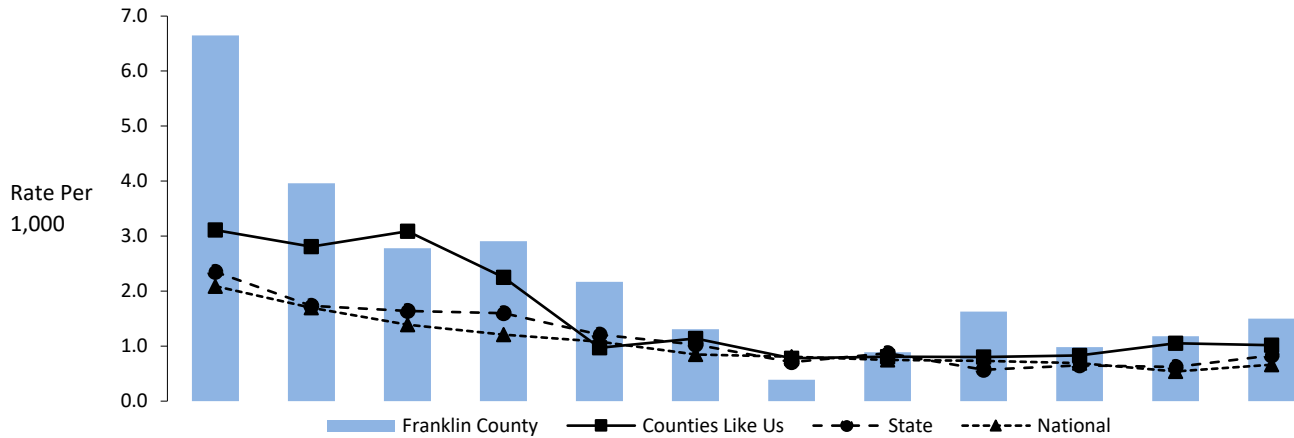 7.0
6.0
5.0
4.0
Rate Per
1,000
3.0
2.0
1.0
0.0
Franklin County
Counties Like Us
State
National